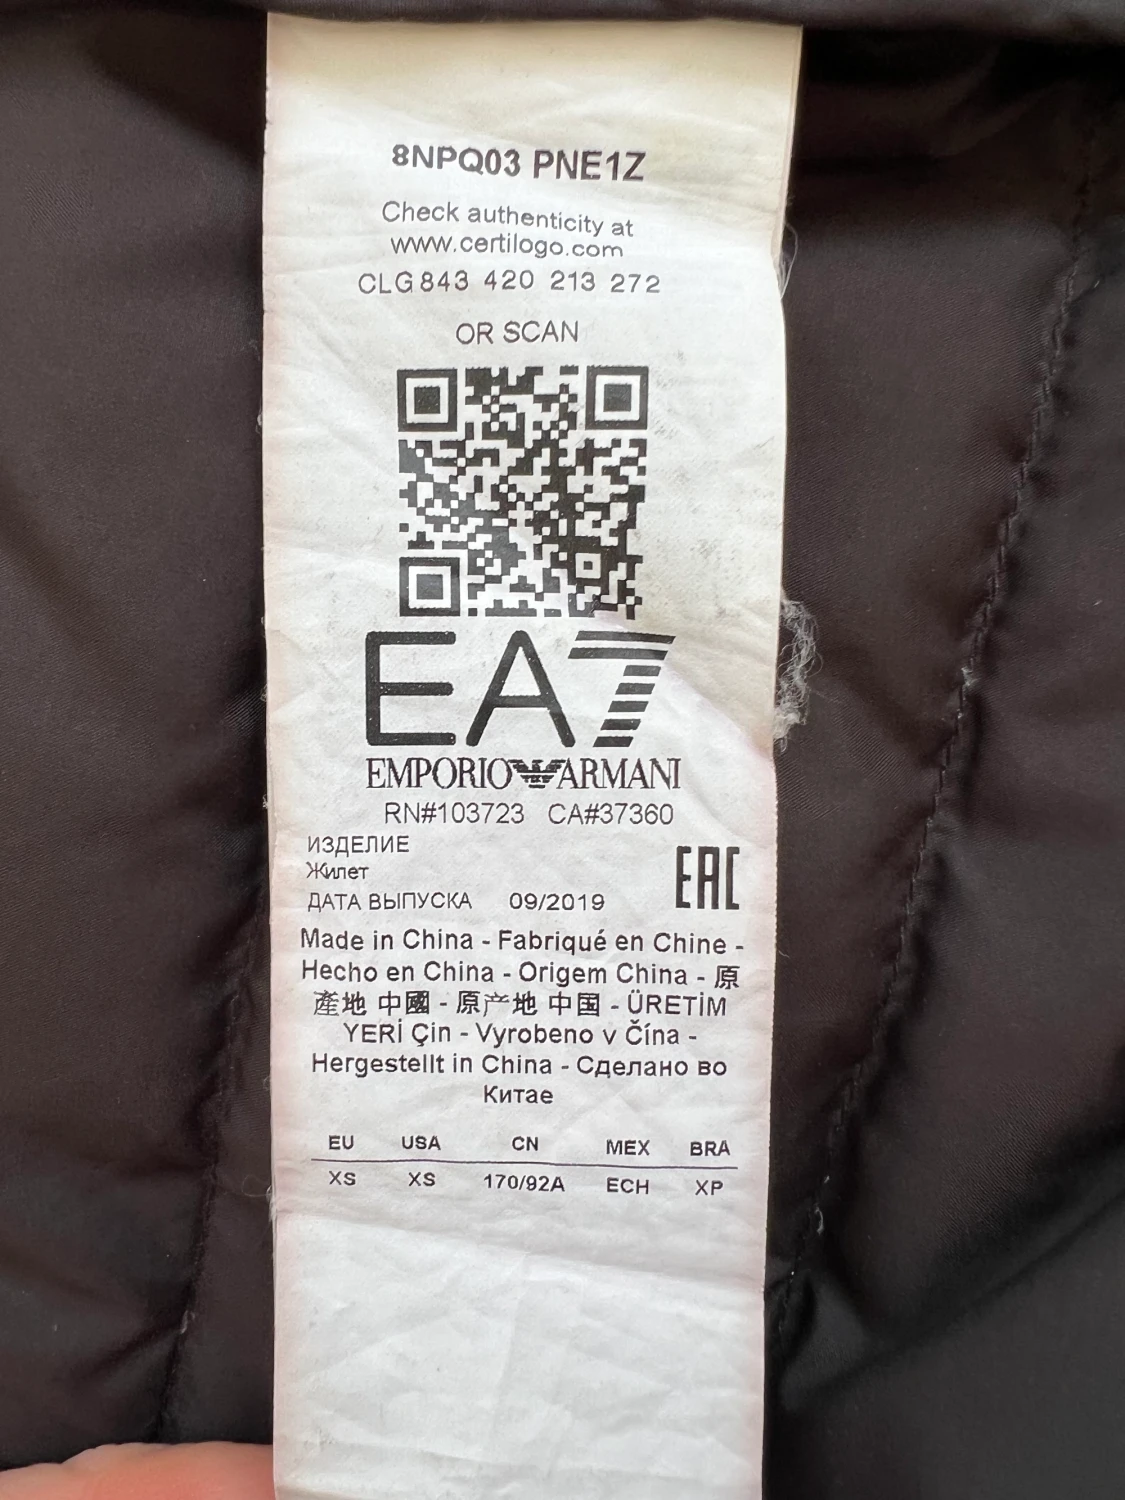 8NPQ03 PNE1Z
Check authenticity at
www.certilogo.com
CLG 843 420 213 272
OR SCAN
EA7
EMPORIO ARMANI
RN#103723 CA#37360
ИЗДЕЛИЕ
Жилет
ДАТА ВЫПУСКА 09/2019
EAC
Made in China - Fabriqué en Chine -
Hecho en China - Origem China - 原
產地 中國 - 原产地 中国 - ÜRETİM
YERİ Çin - Vyrobeno v Čína -
Hergestellt in China - Сделано во
Китае
EU USA CN MEX BRA
XS XS 170/92A ECH XP